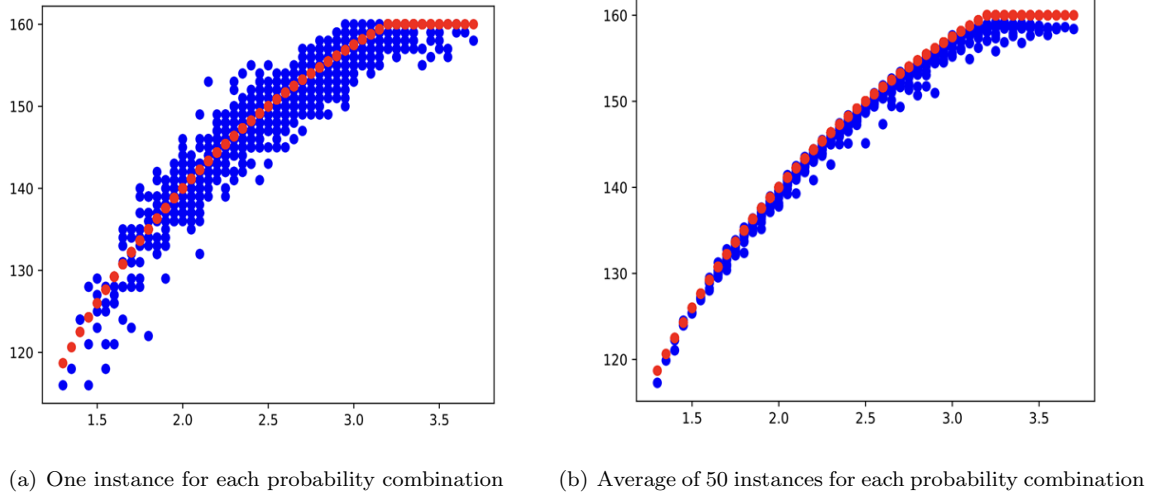 160
150
140
130
120
1.5 2.0 2.5 3.0 3.5
160
150
140
130
120
1.5 2.0 2.5 3.0 3.5
(a) One instance for each probability combination
(b) Average of 50 instances for each probability combination